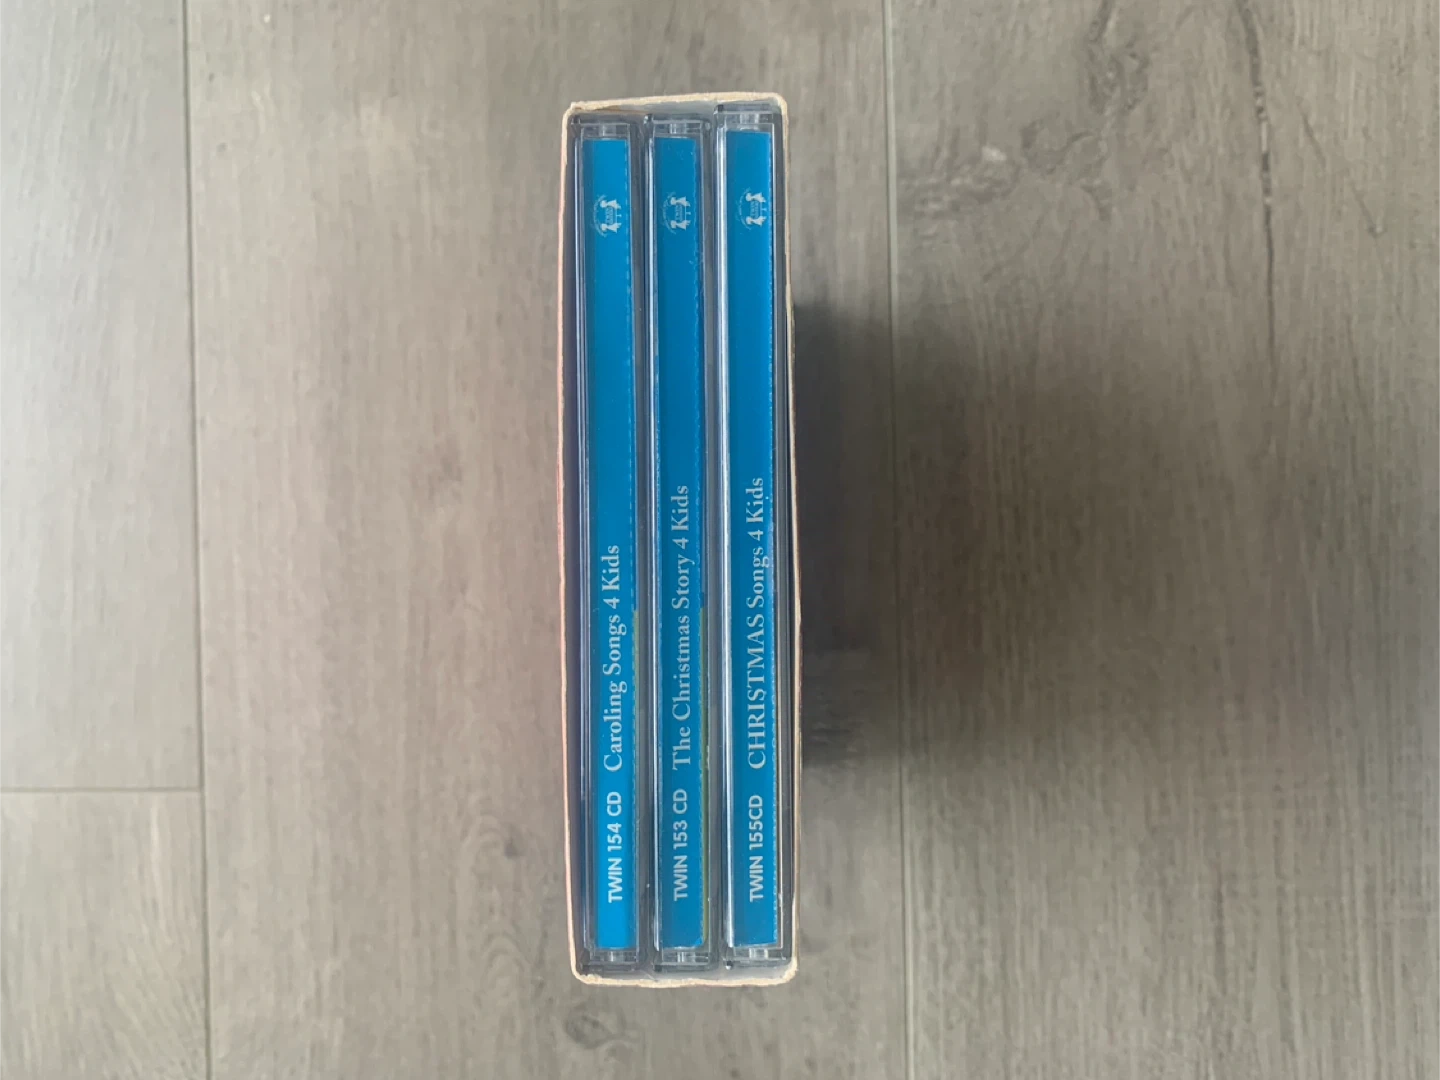 TWIN 154 CD Caroling Songs 4 Kids
TWIN 153 CD The Christmas Story 4 Kids
TWIN 155CD CHRISTMAS Songs 4 Kids